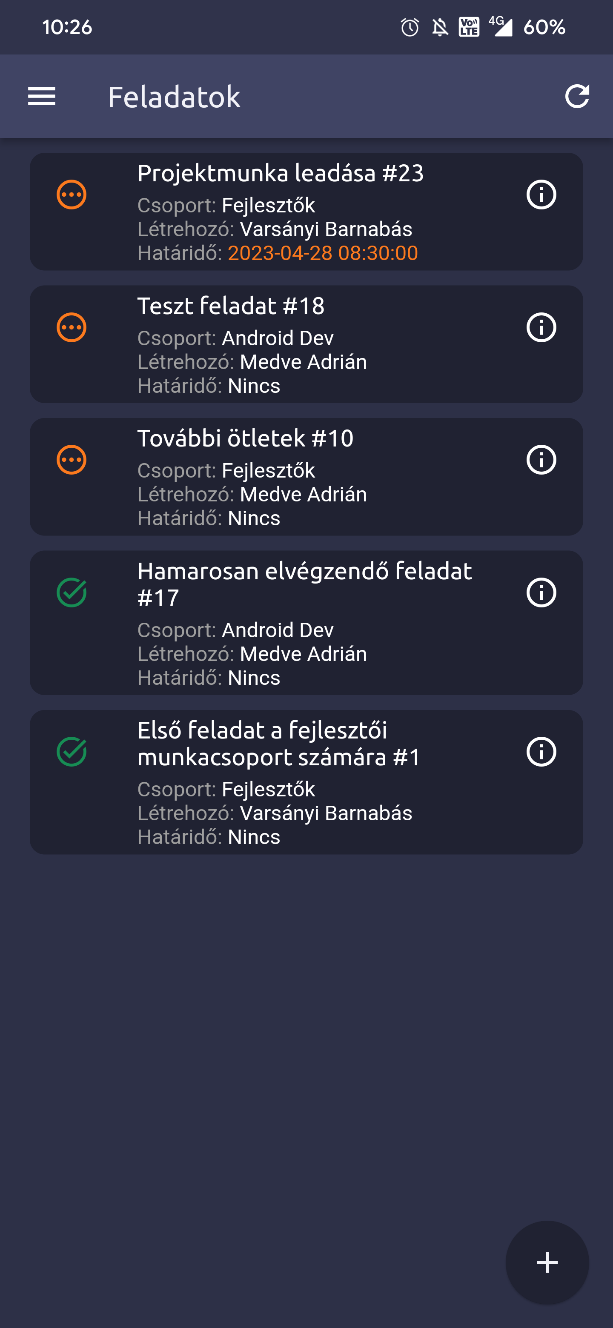 10:26
Vo)) LTE 4G 60%
Feladatok
Projektmunka leadása #23
Csoport: Fejlesztők
Létrehozó: Varsányi Barnabás
Határidő: 2023-04-28 08:30:00
Teszt feladat #18
Csoport: Android Dev
Létrehozó: Medve Adrián
Határidő: Nincs
További ötletek #10
Csoport: Fejlesztők
Létrehozó: Medve Adrián
Határidő: Nincs
Hamarosan elvégzendő feladat
#17
Csoport: Android Dev
Létrehozó: Medve Adrián
Határidő: Nincs
Első feladat a fejlesztői
munkacsoport számára #1
Csoport: Fejlesztők
Létrehozó: Varsányi Barnabás
Határidő: Nincs